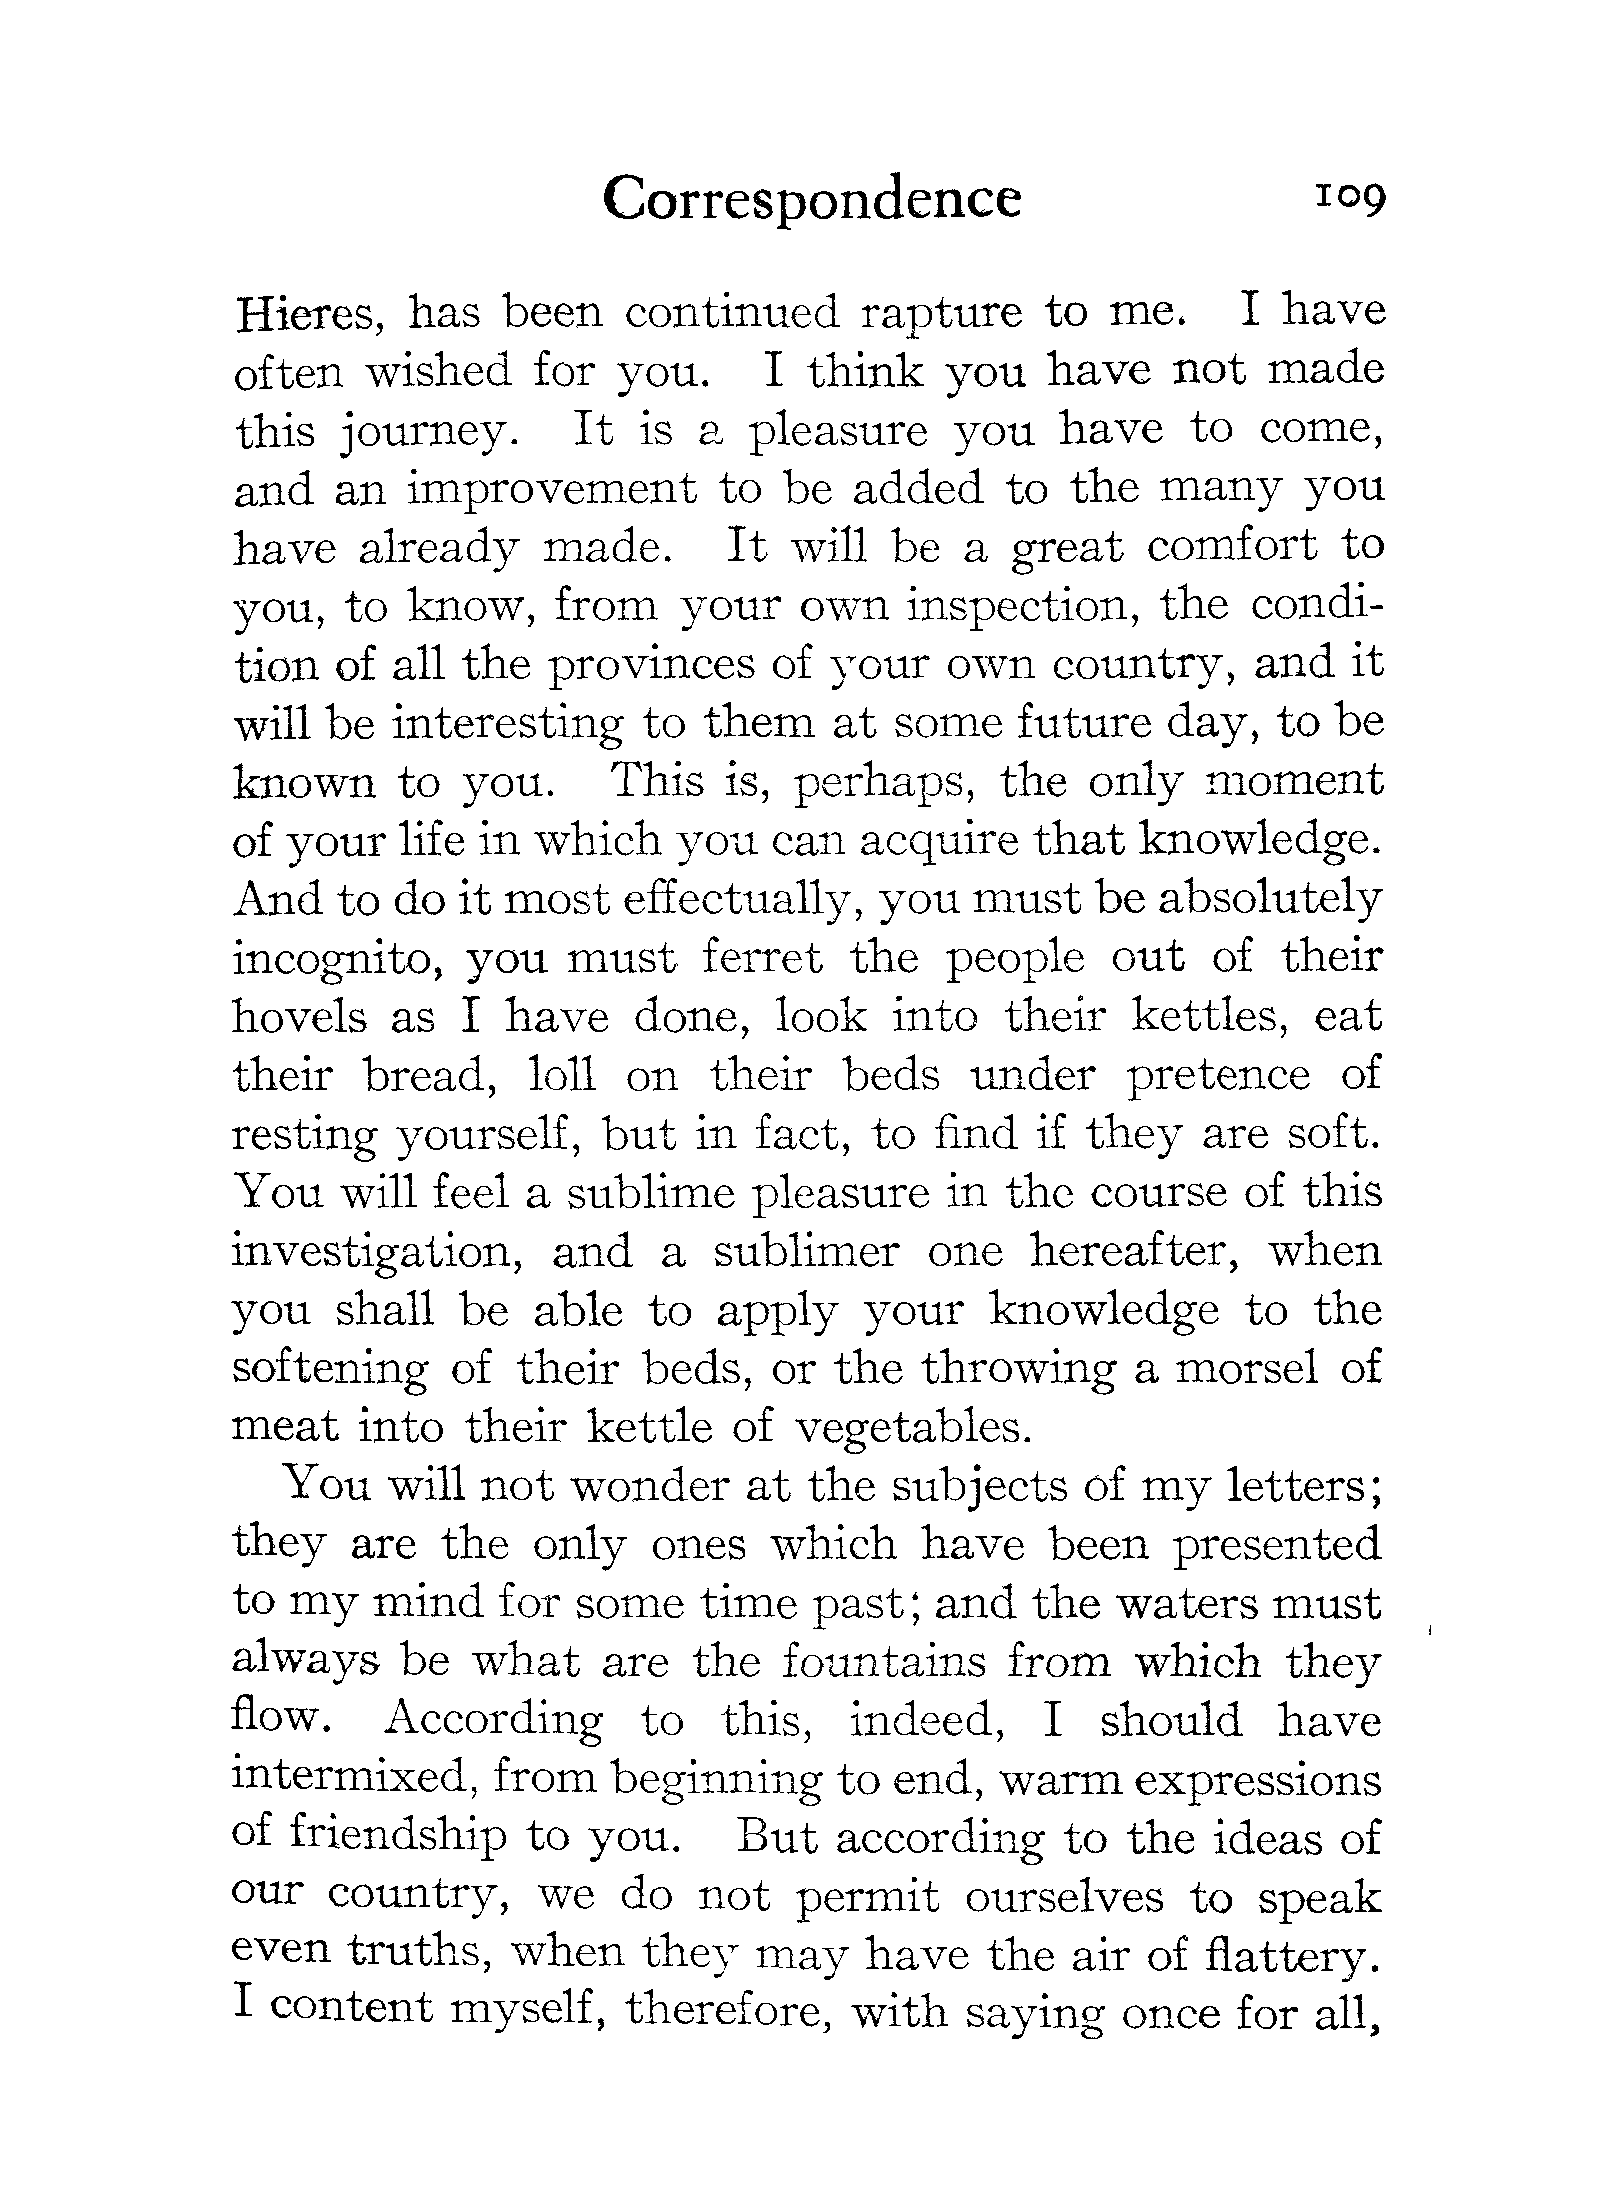 Correspondence 109
Hieres, has been continued rapture to me. I have
often wished for you. I think you have not made
this journey. It is a pleasure you have to come,
and an improvement to be added to the many you
have already made. It will be a great comfort to
you, to know, from your own inspection, the condi-
tion of all the provinces of your own country, and it
will be interesting to them at some future day, to be
known to you. This is, perhaps, the only moment
of your life in which you can acquire that knowledge.
And to do it most effectually, you must be absolutely
incognito, you must ferret the people out of their
hovels as I have done, look into their kettles, eat
their bread, loll on their beds under pretence of
resting yourself, but in fact, to find if they are soft.
You will feel a sublime pleasure in the course of this
investigation, and a sublimer one hereafter, when
you shall be able to apply your knowledge to the
softening of their beds, or the throwing a morsel of
meat into their kettle of vegetables.
You will not wonder at the subjects of my letters;
they are the only ones which have been presented
to my mind for some time past; and the waters must
always be what are the fountains from which they
flow. According to this, indeed, I should have
intermixed, from beginning to end, warm expressions
of friendship to you. But according to the ideas of
our country, we do not permit ourselves to speak
even truths, when they may have the air of flattery.
I content myself, therefore, with saying once for all,